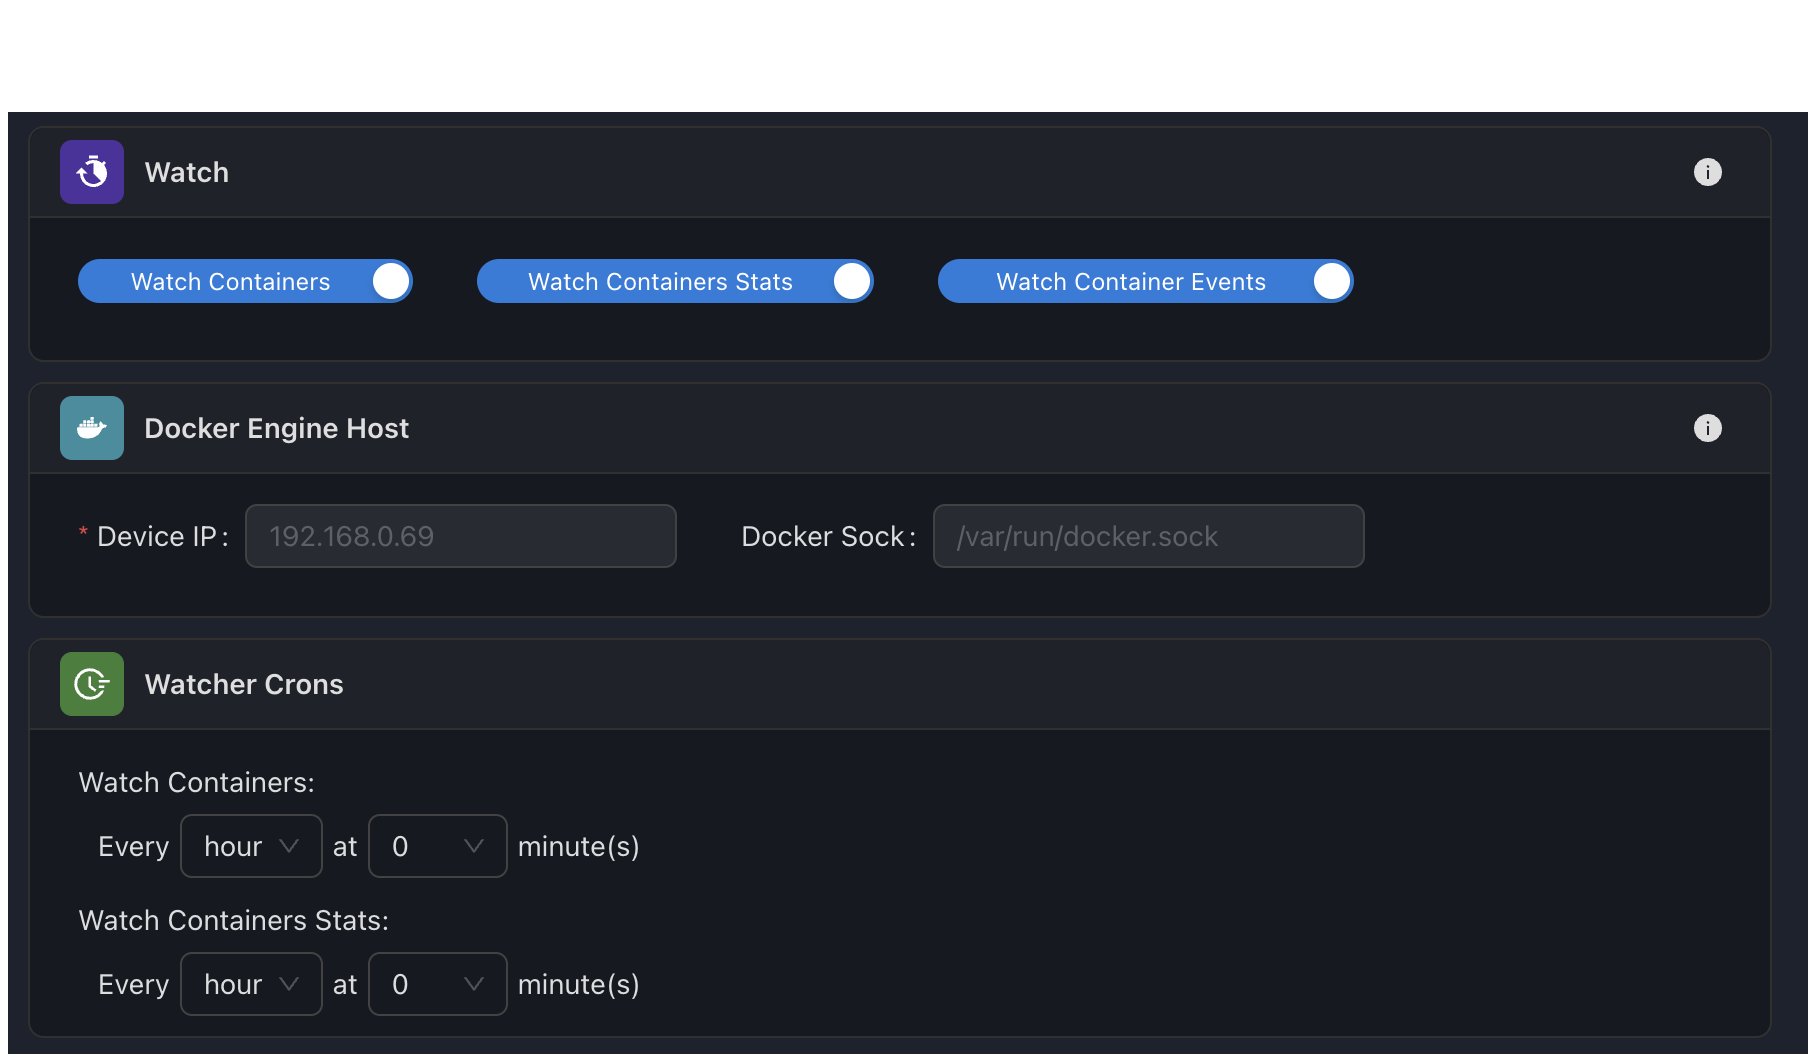 Watch
Watch Containers
Watch Containers Stats
Watch Container Events
Docker Engine Host
* Device IP : 192.168.0.69
Docker Sock : /var/run/docker.sock
Watcher Crons
Watch Containers:
Every hour at 0 minute(s)
Watch Containers Stats:
Every hour at 0 minute(s)